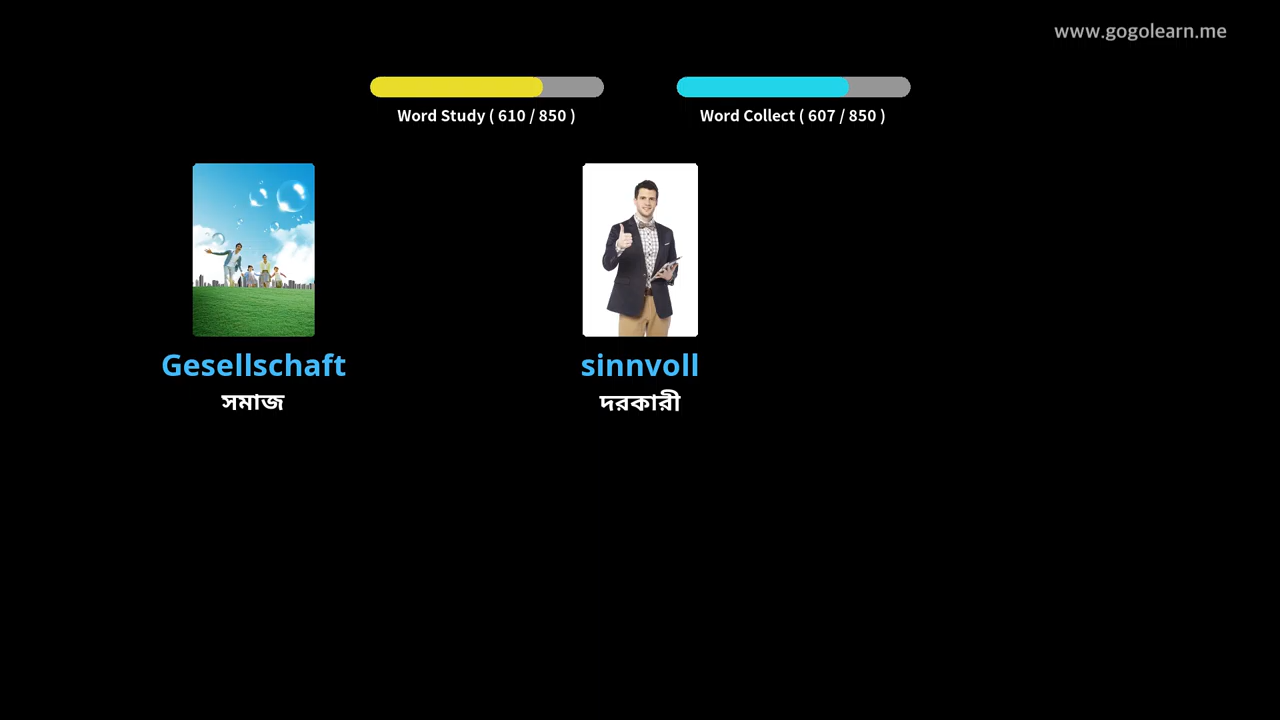 www.gogolearn.me
Word Study ( 610 / 850 )
Word Collect ( 607 / 850 )
Gesellschaft
সমাজ
sinnvoll
দরকারী